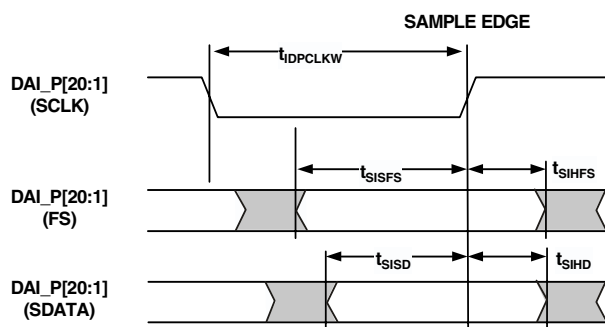 SAMPLE EDGE
tIDPCLKW
DAI_P[20:1]
(SCLK)
tSISFS
tSIHFS
DAI_P[20:1]
(FS)
tSISD
tSIHD
DAI_P[20:1]
(SDATA)